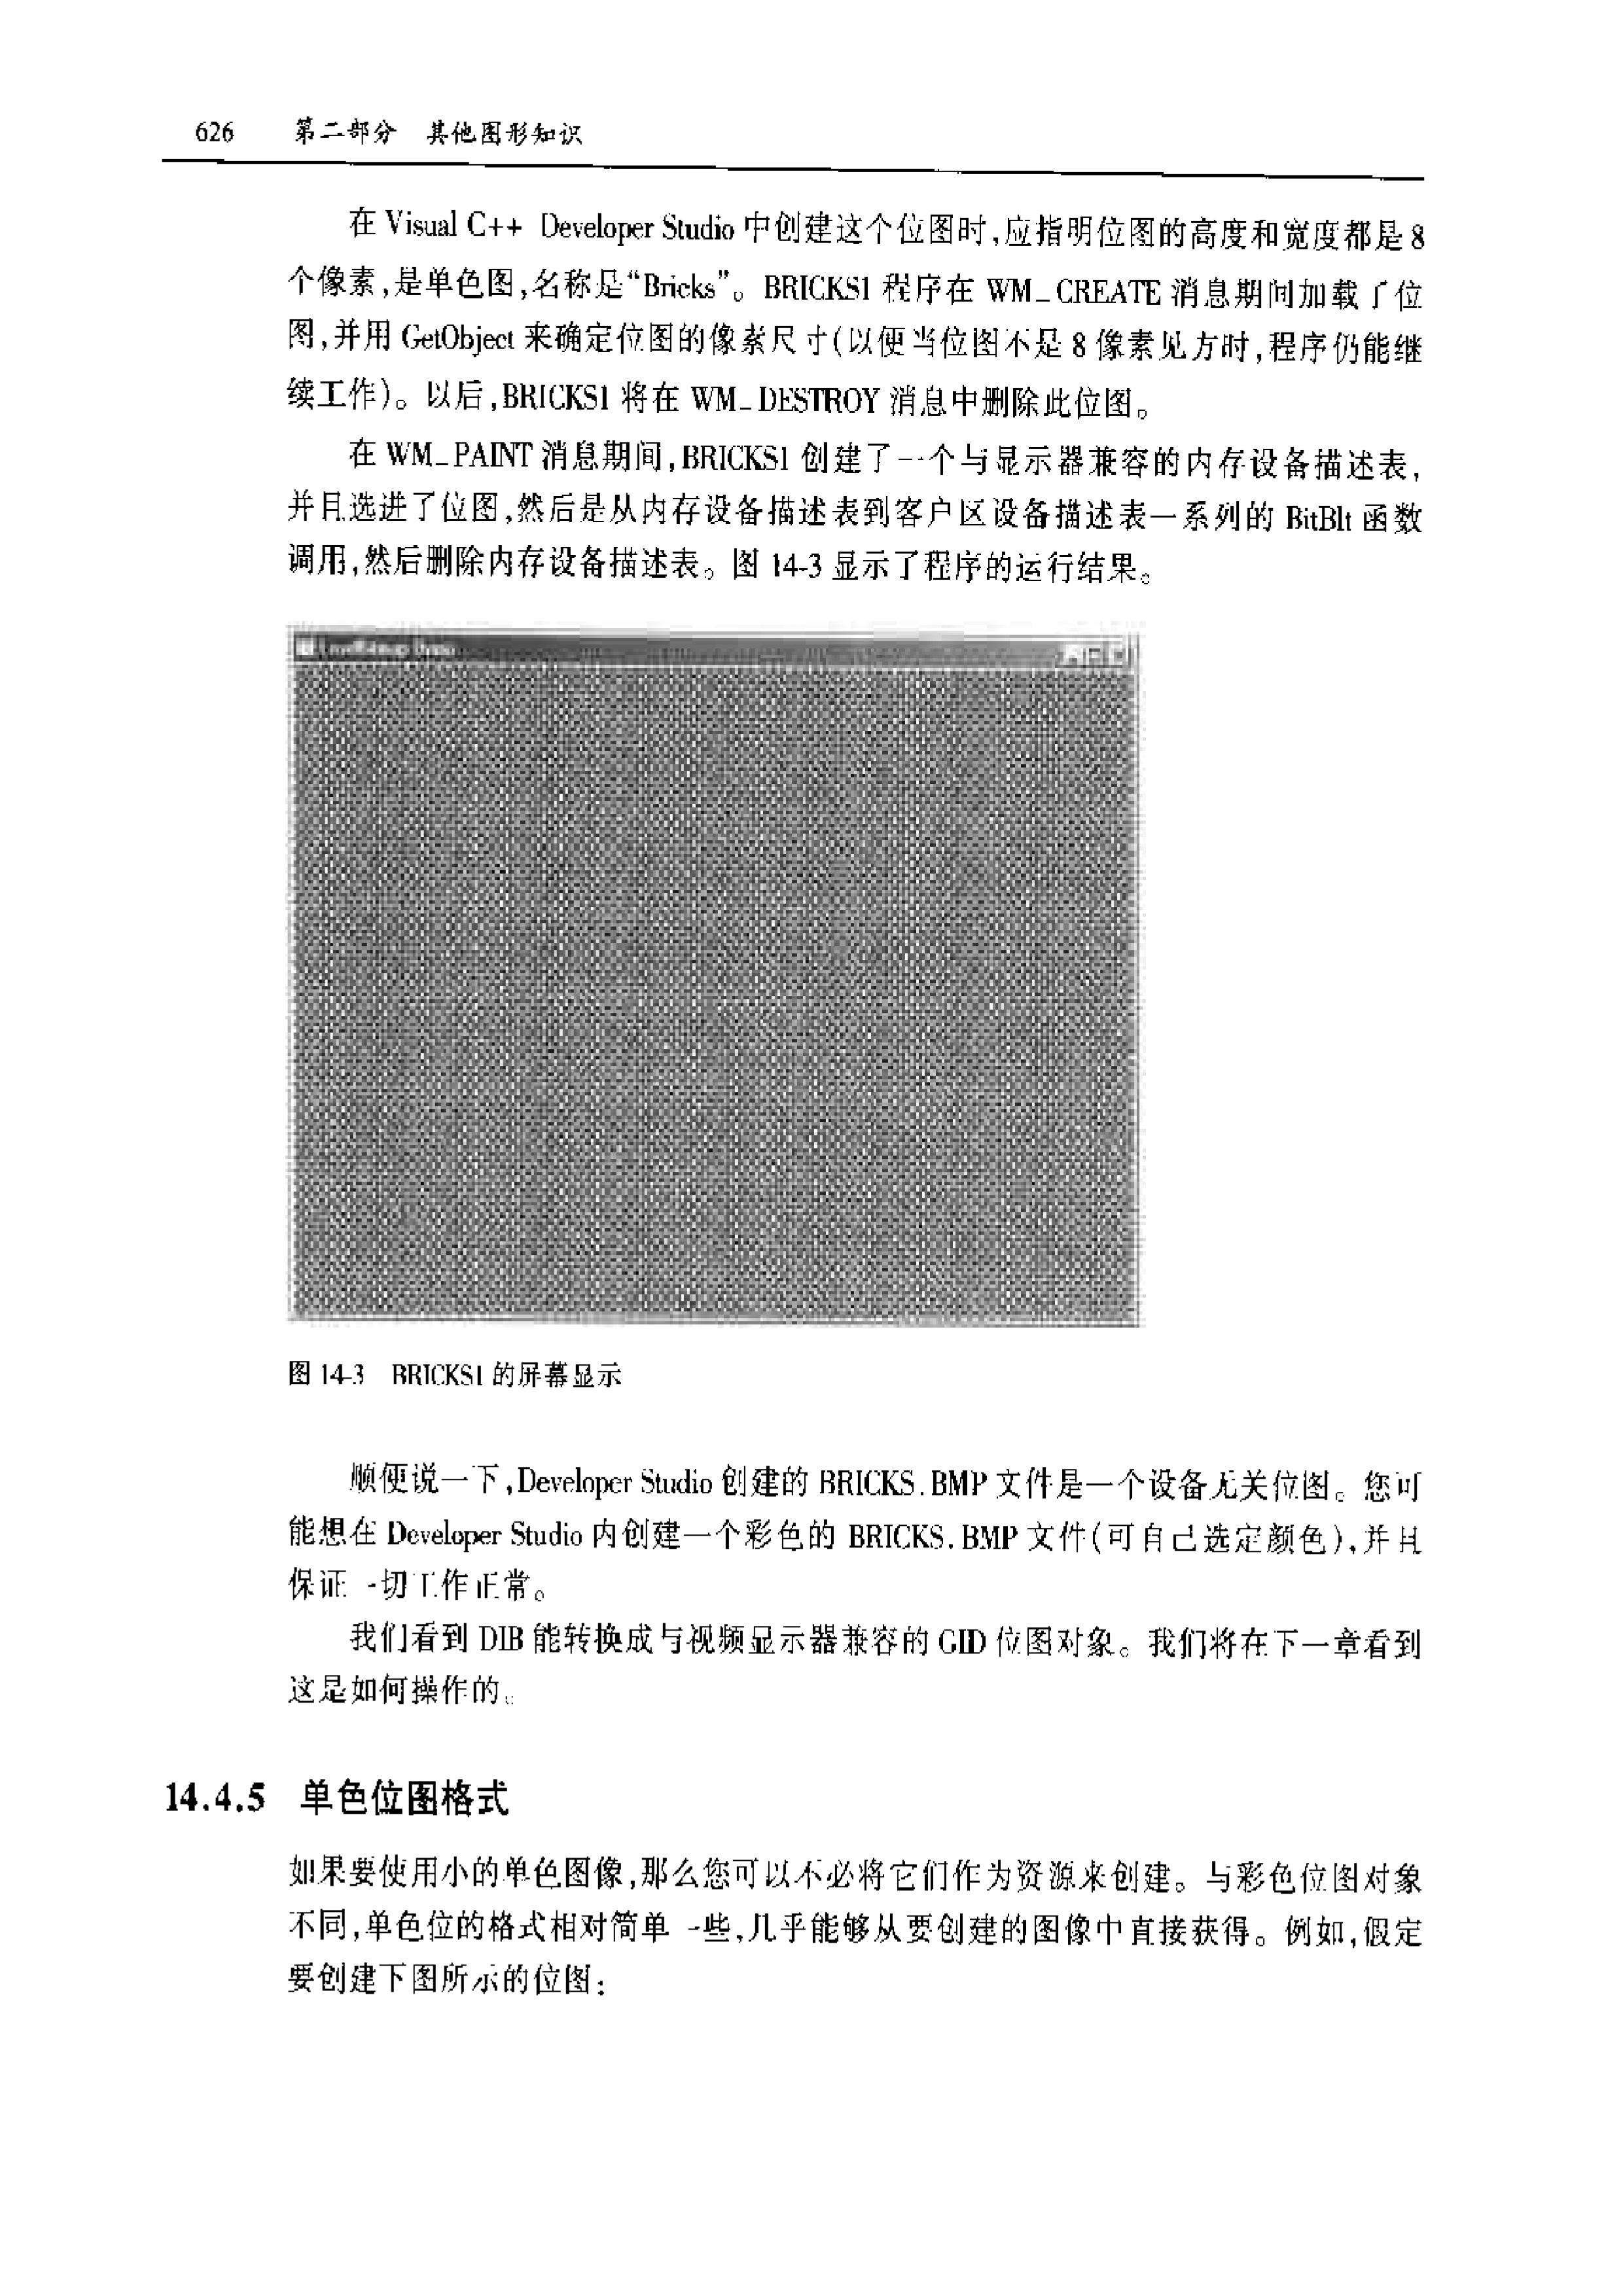 626 第二部分 其他图形知识
在 Visual C++ Developer Studio 中创建这个位图时,应指明位图的高度和宽度都是 8
个像素,是单色图,名称是“Bricks”。BRICKS1 程序在 WM_CREATE 消息期间加载了位
图,并用 GetObject 来确定位图的像素尺寸(以便当位图不是 8 像素见方时,程序仍能继
续工作)。以后,BRICKS1 将在 WM_DESTROY 消息中删除此位图。
在 WM_PAINT 消息期间,BRICKS1 创建了一个与显示器兼容的内存设备描述表,
并且选进了位图,然后是从内存设备描述表到客户区设备描述表一系列的 BitBlt 函数
调用,然后删除内存设备描述表。图 14-3 显示了程序的运行结果。
图 14-3 BRICKS1 的屏幕显示
顺便说一下,Developer Studio 创建的 BRICKS.BMP 文件是一个设备无关位图。您可
能想在 Developer Studio 内创建一个彩色的 BRICKS.BMP 文件(可自己选定颜色),并且
保证一切工作正常。
我们看到 DIB 能转换成与视频显示器兼容的 GID 位图对象。我们将在下一章看到
这是如何操作的。
14.4.5 单色位图格式
如果要使用小的单色图像,那么您可以不必将它们作为资源来创建。与彩色位图对象
不同,单色位的格式相对简单一些,几乎能够从要创建的图像中直接获得。例如,假定
要创建下图所示的位图: